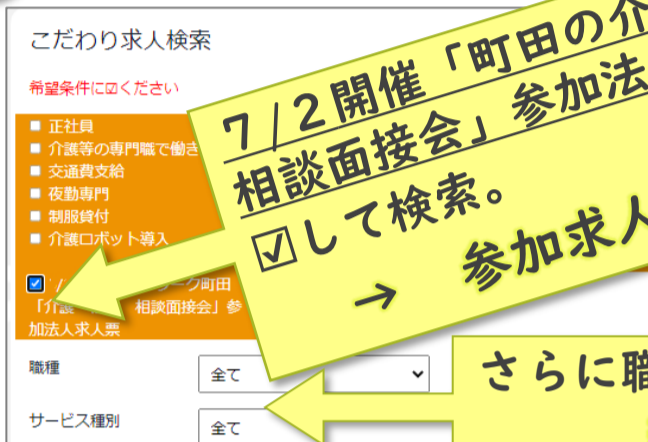 こだわり求人検索
希望条件に☑ください
正社員
介護等の専門職で働き
交通費支給
夜勤専門
制服貸付
介護ロボット導入
ーク町田
「介護
相談面接会」参
加法人求人票
職種
全て
サービス種別
全て
7/2開催「町田の介
相談面接会」参加法
☑して検索。
→ 参加求人
さらに職